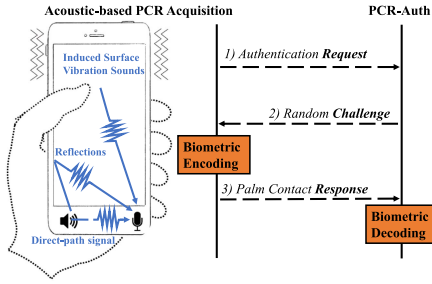 Acoustic-based PCR Acquisition
PCR-Auth
Induced Surface
Vibration Sounds
Reflections
Direct-path signal
1) Authentication Request
2) Random Challenge
Biometric
Encoding
3) Palm Contact Response
Biometric
Decoding